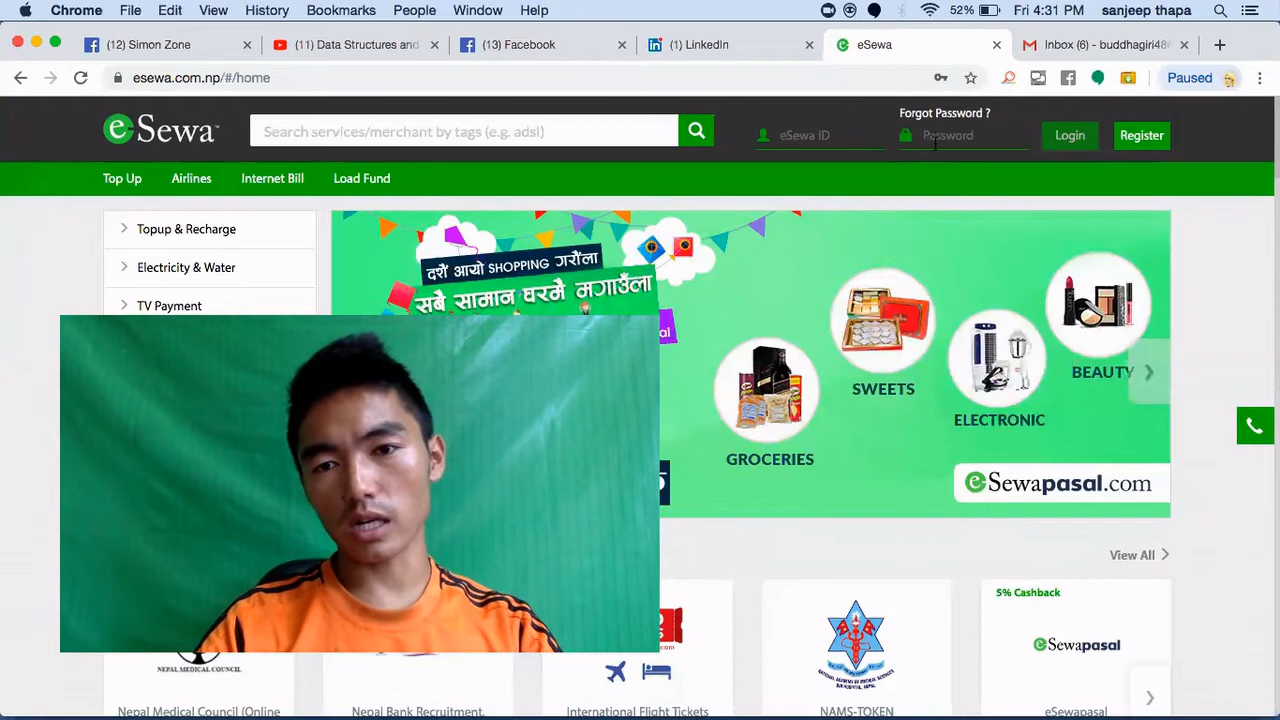 Chrome File Edit View History Bookmarks People Window Help 52% Fri 4:31 PM sanjeep thapa
(12) Simon Zone (11) Data Structures and (13) Facebook (1) LinkedIn eSewa Inbox (6) - buddhagiri48
esewa.com.np/#/home Paused
Forgot Password ?
eSewa Search services/merchant by tags (e.g. adsl) eSewa ID Password Login Register
Top Up Airlines Internet Bill Load Fund
Topup & Recharge
Electricity & Water
TV Payment
दशैं आयो SHOPPING गरौंला
सबै सामान घरमै मगाउँला
BEAUTY
SWEETS
ELECTRONIC
GROCERIES
eSewapasal.com
View All
5% Cashback
eSewapasal
NEPAL MEDICAL COUNCIL
Nepal Medical Council (Online Nepal Bank Recruitment. International Flight Tickets NAMS-TOKEN eSewapasal